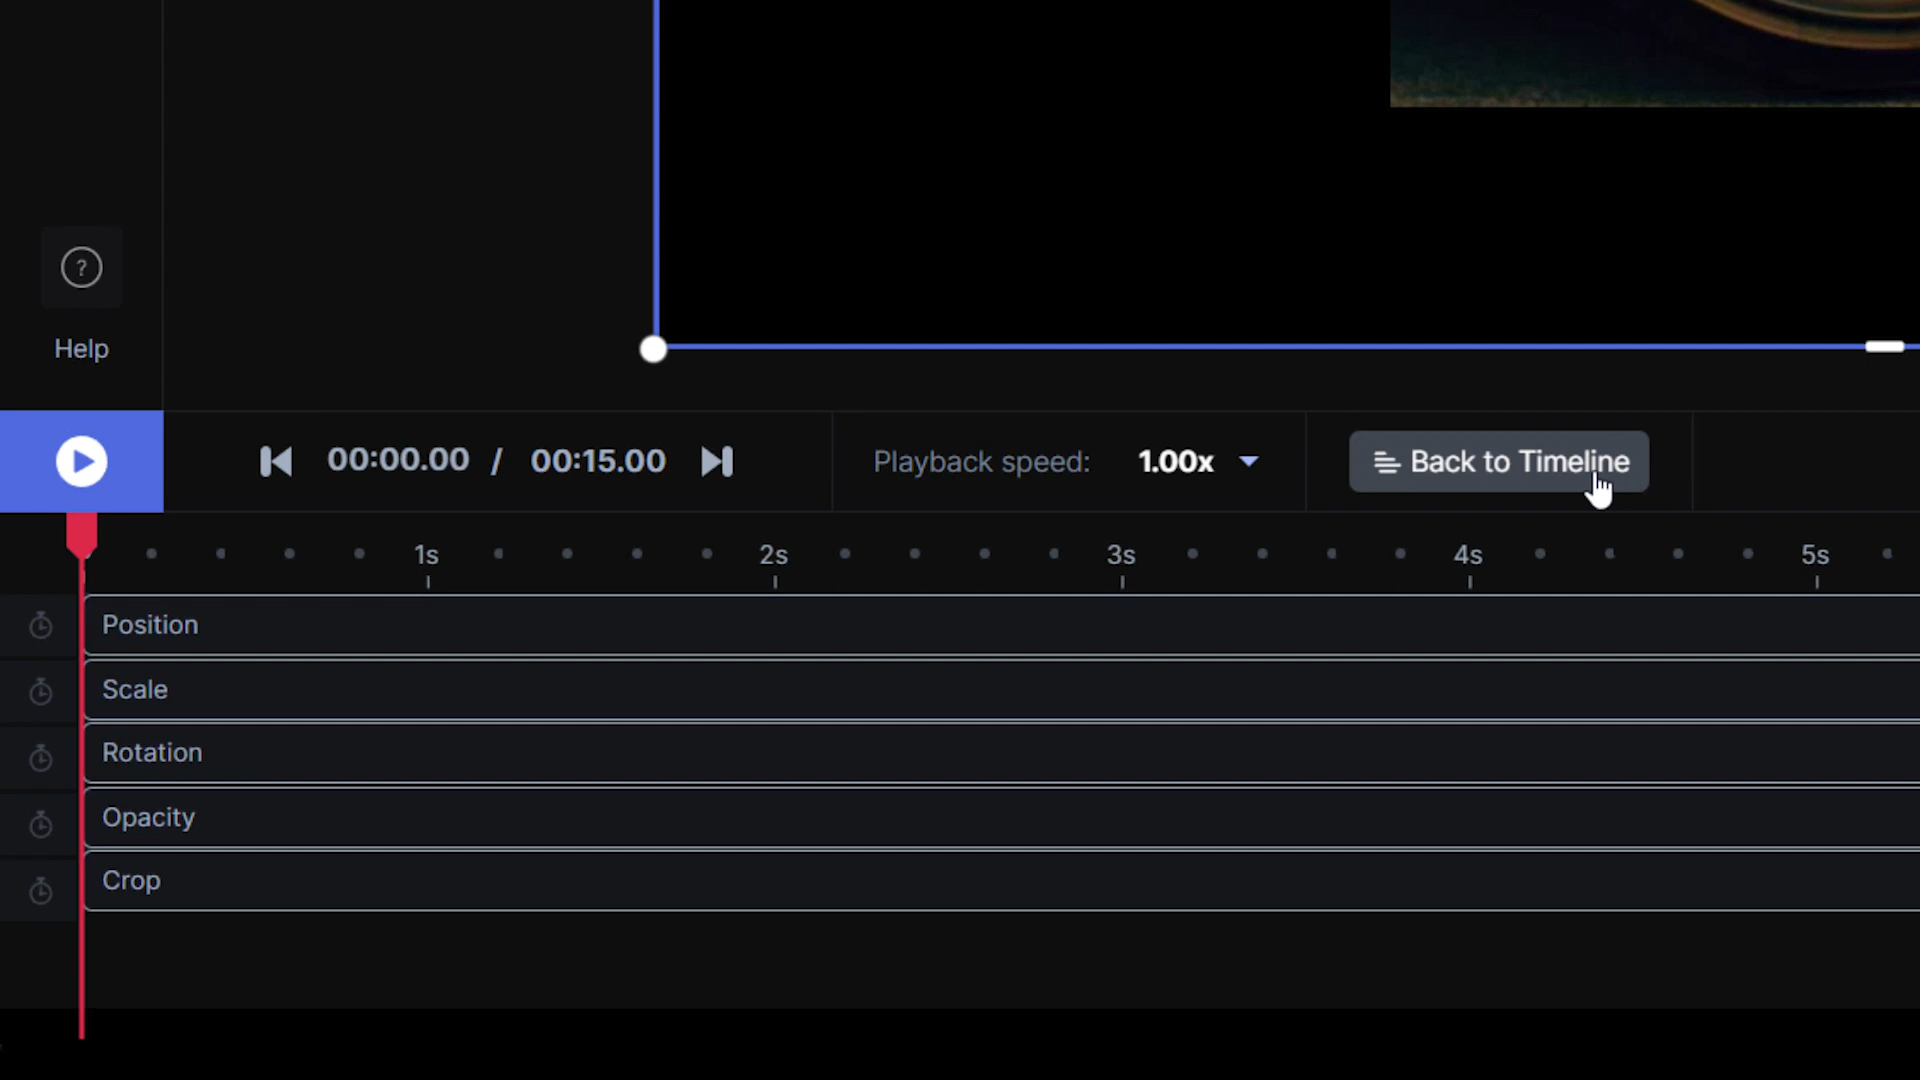 ?
Help
00:00.00 / 00:15.00
Playback speed: 1.00x
Back to Timeline
1s 2s 3s 4s 5s
Position
Scale
Rotation
Opacity
Crop